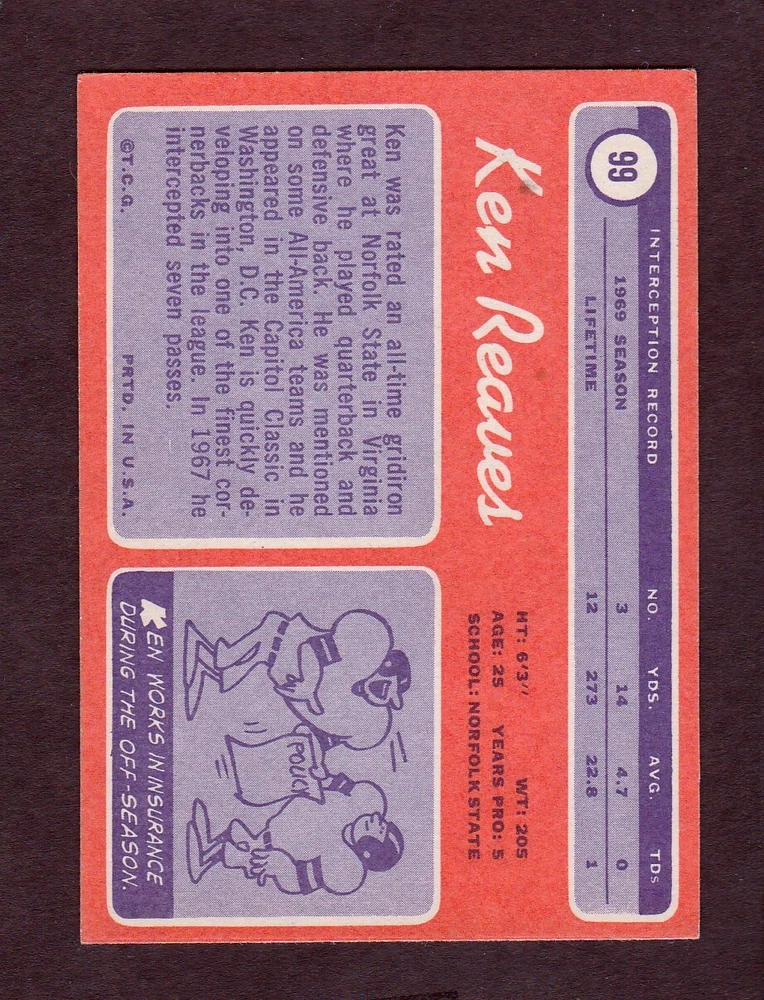 99
INTERCEPTION RECORD NO. YDS. AVG. TDs
1969 SEASON 3 14 4.7 0
LIFETIME 12 273 22.8 1
Ken Reaves
HT: 6'3" WT: 205
AGE: 25 YEARS PRO: 5
SCHOOL: NORFOLK STATE
Ken was rated an all-time gridiron
great at Norfolk State in Virginia
where he played quarterback and
defensive back. He was mentioned
on some All-America teams and he
appeared in the Capitol Classic in
Washington, D.C. Ken is quickly de-
veloping into one of the finest cor-
nerbacks in the league. In 1967 he
intercepted seven passes.
©T.C.G. PRTD. IN U.S.A.
POLICY
KEN WORKS IN INSURANCE
DURING THE OFF-SEASON.